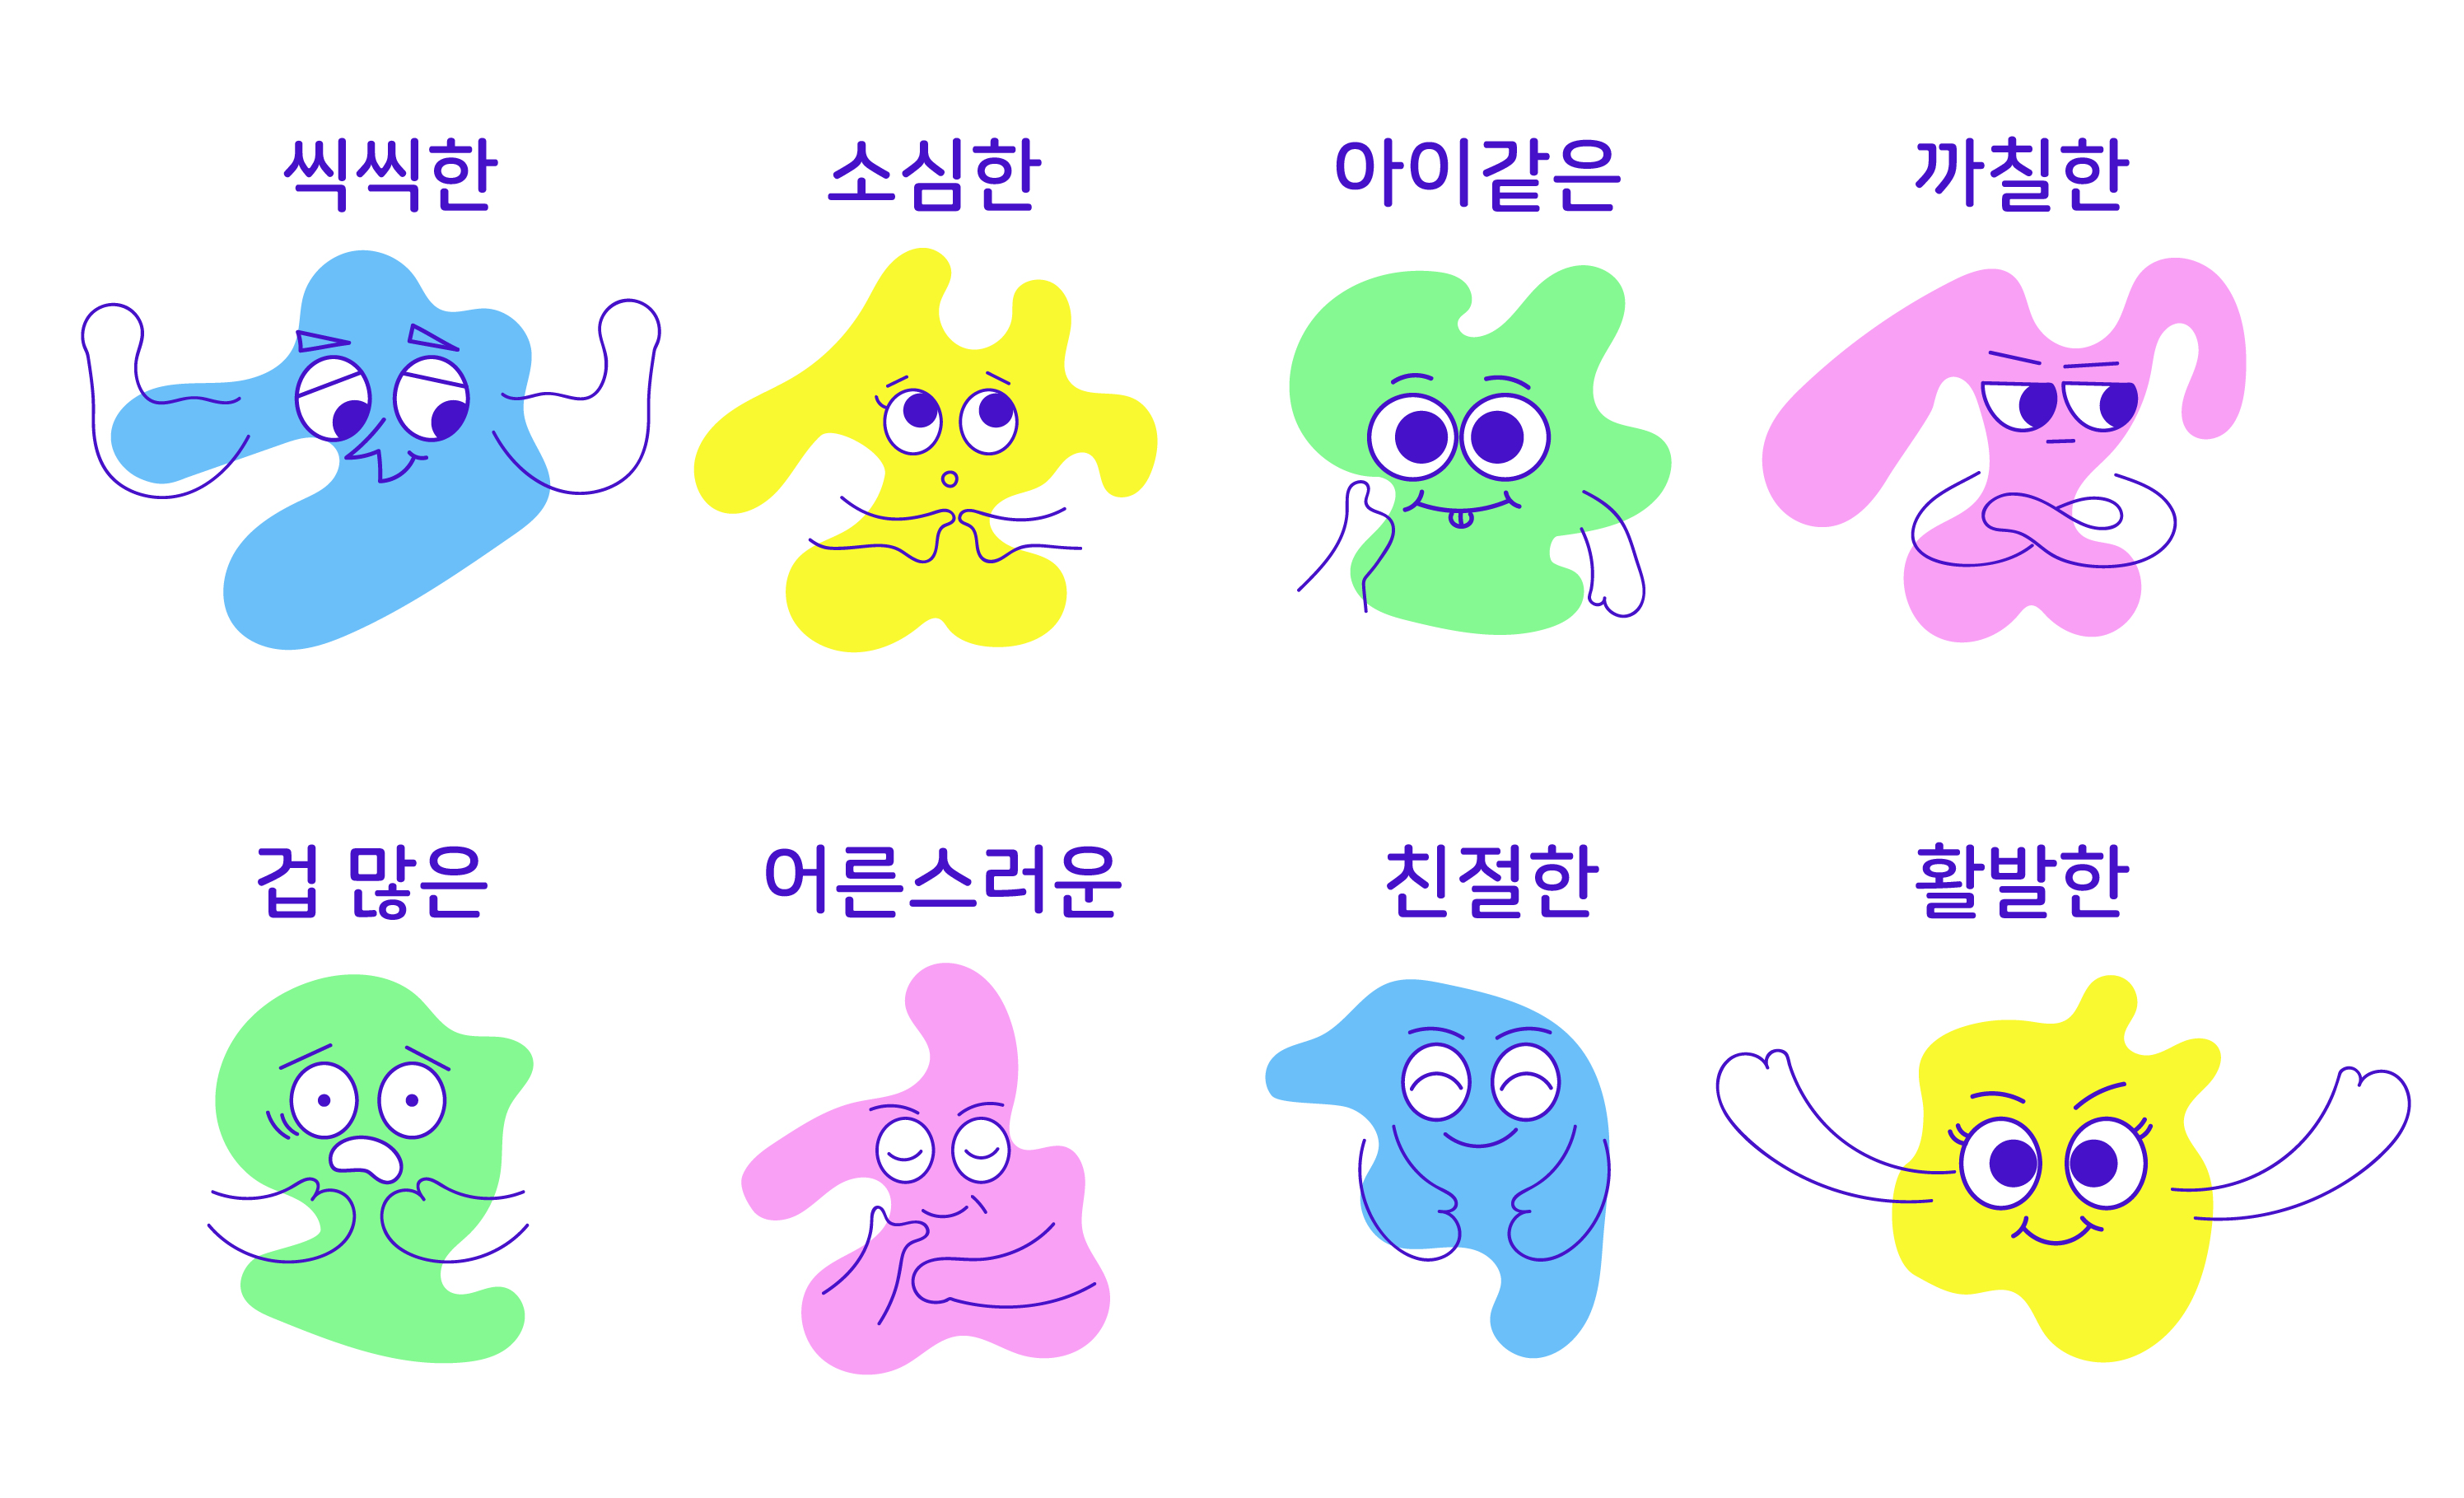 씩씩한
소심한
아이같은
까칠한
겁 많은
어른스러운
친절한
활발한